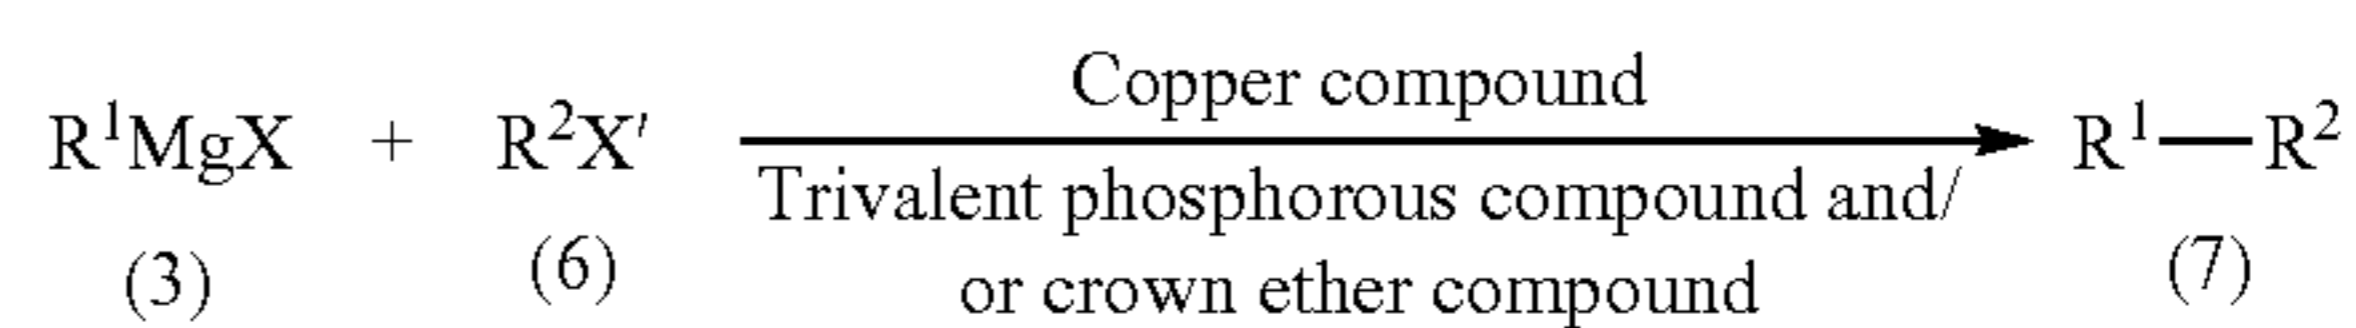 Copper compound
R¹MgX + R²X′ R¹—R²
Trivalent phosphorous compound and/
or crown ether compound
(3) (6) (7)